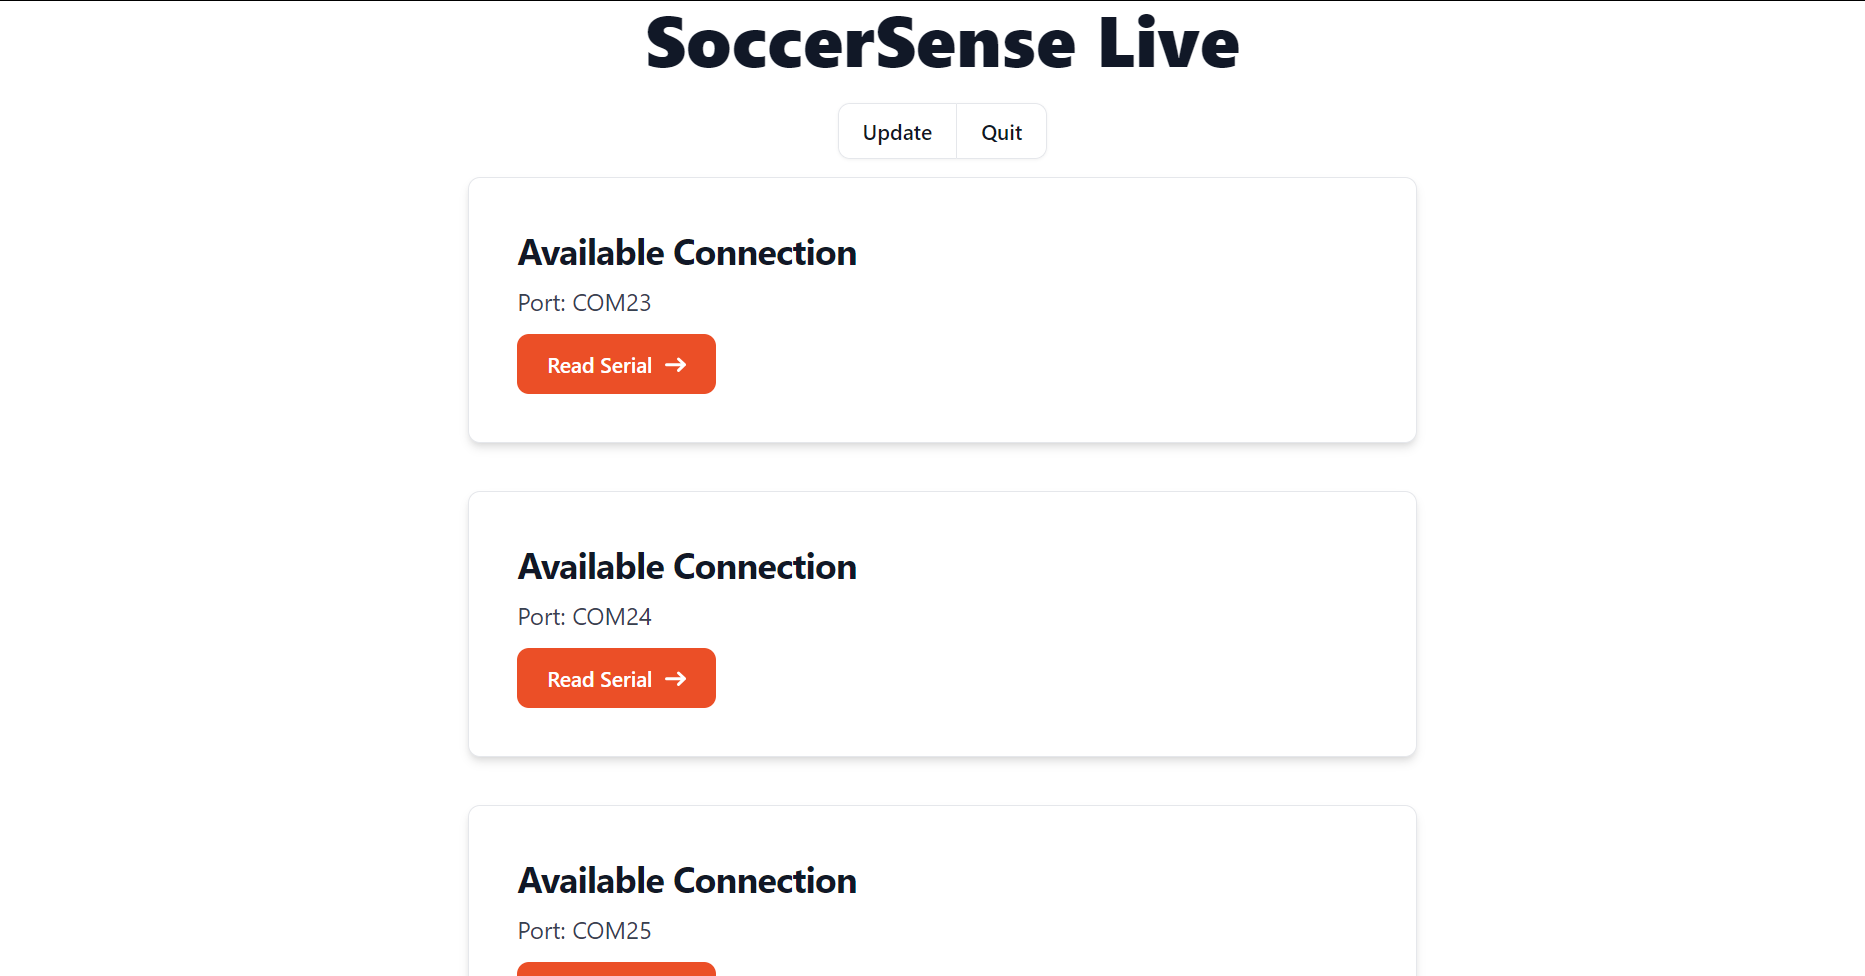 SoccerSense Live
Update Quit
Available Connection
Port: COM23
Read Serial →
Available Connection
Port: COM24
Read Serial →
Available Connection
Port: COM25